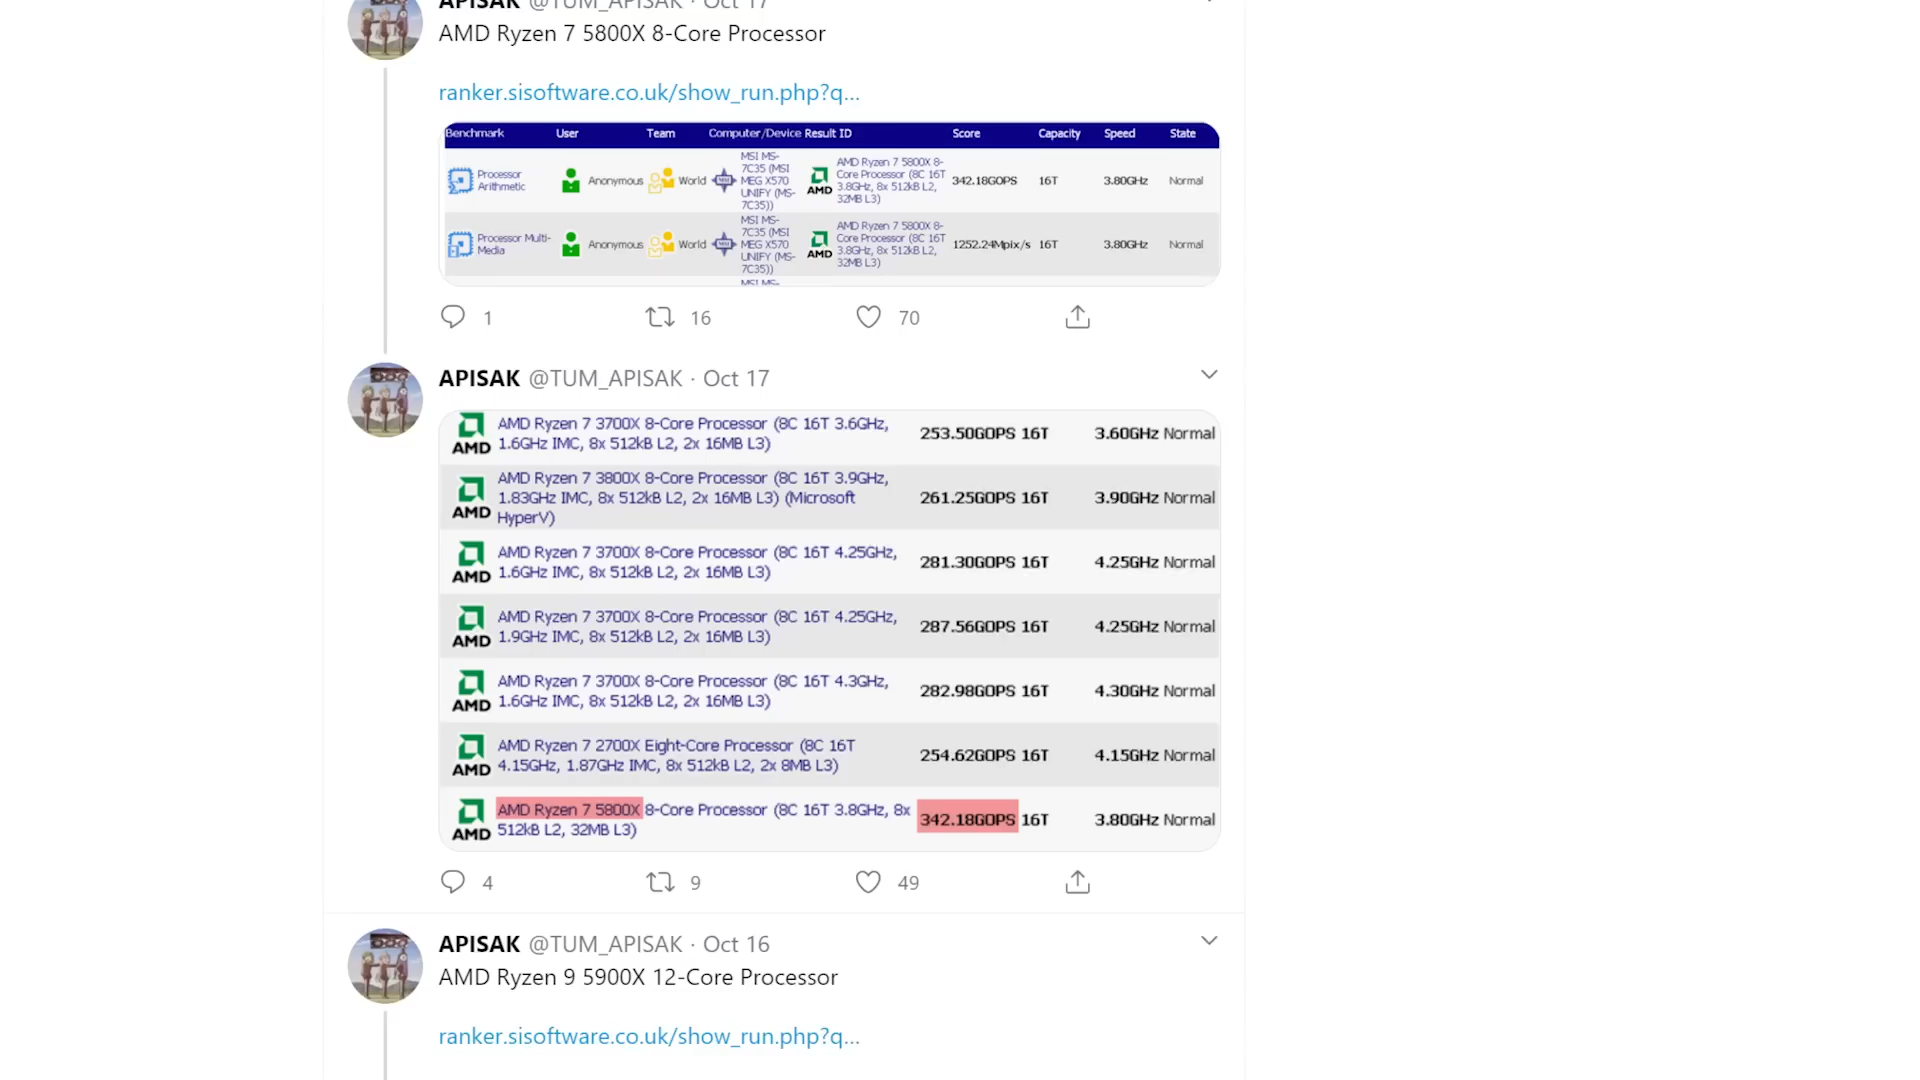 APISAK @TUM_APISAK · Oct 17
AMD Ryzen 7 5800X 8-Core Processor
ranker.sisoftware.co.uk/show_run.php?q...
Benchmark User Team Computer/Device Result ID Score Capacity Speed State
Processor Arithmetic Anonymous World MSI MS-7C35 (MSI MEG X570 UNIFY (MS-7C35)) AMD AMD Ryzen 7 5800X 8-Core Processor (8C 16T 3.8GHz, 8x 512kB L2, 32MB L3) 342.18GOPS 16T 3.80GHz Normal
Processor Multi-Media Anonymous World MSI MS-7C35 (MSI MEG X570 UNIFY (MS-7C35)) AMD AMD Ryzen 7 5800X 8-Core Processor (8C 16T 3.8GHz, 8x 512kB L2, 32MB L3) 1252.24Mpix/s 16T 3.80GHz Normal
MSI MS-
1 16 70
APISAK @TUM_APISAK · Oct 17
AMD Ryzen 7 3700X 8-Core Processor (8C 16T 3.6GHz,
AMD 1.6GHz IMC, 8x 512kB L2, 2x 16MB L3) 253.50GOPS 16T 3.60GHz Normal
AMD Ryzen 7 3800X 8-Core Processor (8C 16T 3.9GHz,
1.83GHz IMC, 8x 512kB L2, 2x 16MB L3) (Microsoft 261.25GOPS 16T 3.90GHz Normal
AMD HyperV)
AMD Ryzen 7 3700X 8-Core Processor (8C 16T 4.25GHz,
AMD 1.6GHz IMC, 8x 512kB L2, 2x 16MB L3) 281.30GOPS 16T 4.25GHz Normal
AMD Ryzen 7 3700X 8-Core Processor (8C 16T 4.25GHz,
AMD 1.9GHz IMC, 8x 512kB L2, 2x 16MB L3) 287.56GOPS 16T 4.25GHz Normal
AMD Ryzen 7 3700X 8-Core Processor (8C 16T 4.3GHz,
AMD 1.6GHz IMC, 8x 512kB L2, 2x 16MB L3) 282.98GOPS 16T 4.30GHz Normal
AMD Ryzen 7 2700X Eight-Core Processor (8C 16T
AMD 4.15GHz, 1.87GHz IMC, 8x 512kB L2, 2x 8MB L3) 254.62GOPS 16T 4.15GHz Normal
AMD Ryzen 7 5800X 8-Core Processor (8C 16T 3.8GHz, 8x
AMD 512kB L2, 32MB L3) 342.18GOPS 16T 3.80GHz Normal
4 9 49
APISAK @TUM_APISAK · Oct 16
AMD Ryzen 9 5900X 12-Core Processor
ranker.sisoftware.co.uk/show_run.php?q...